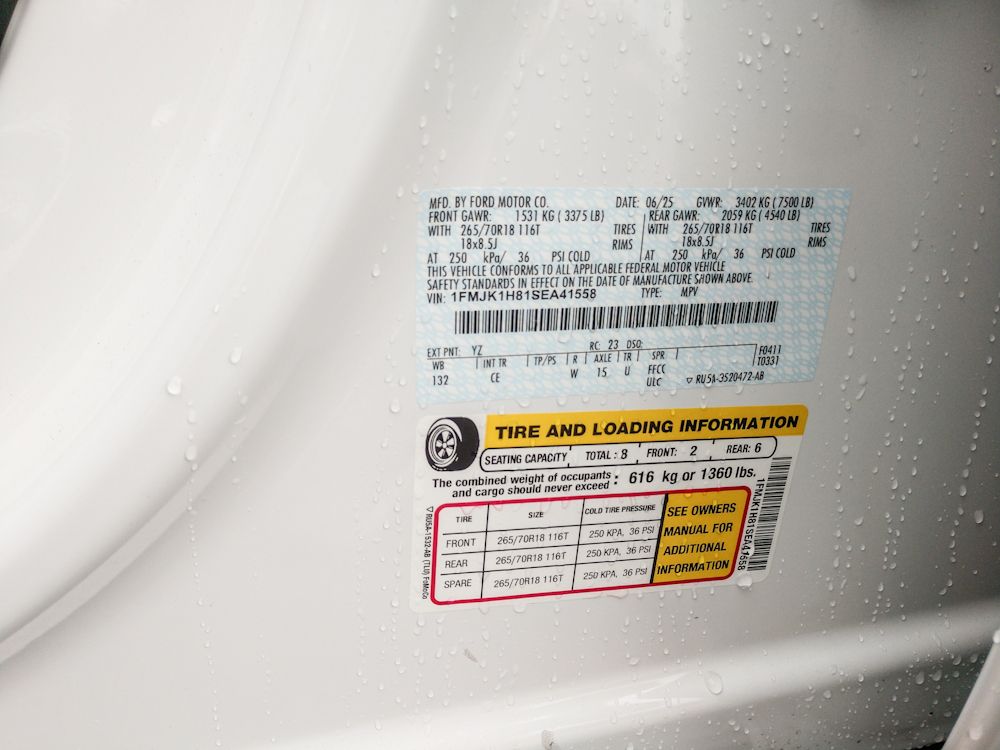 MFD. BY FORD MOTOR CO. DATE: 06/25 GVWR: 3402 KG ( 7500 LB)
FRONT GAWR: 1531 KG ( 3375 LB) REAR GAWR: 2059 KG ( 4540 LB)
WITH 265/70R18 116T TIRES WITH 265/70R18 116T TIRES
18x8.5J RIMS 18x8.5J RIMS
AT 250 kPa/ 36 PSI COLD AT 250 kPa/ 36 PSI COLD
THIS VEHICLE CONFORMS TO ALL APPLICABLE FEDERAL MOTOR VEHICLE
SAFETY STANDARDS IN EFFECT ON THE DATE OF MANUFACTURE SHOWN ABOVE.
VIN: 1FMJK1H81SEA41558 TYPE: MPV
EXT PNT: YZ RC: 23 DSO: F0411
WB INT TR TP/PS R AXLE TR SPR T0331
132 CE W 15 U FFCC
ULC ▽ RU5A-3520472-AB
TIRE AND LOADING INFORMATION
SEATING CAPACITY TOTAL : 8 FRONT: 2 REAR: 6
The combined weight of occupants
and cargo should never exceed : 616 kg or 1360 lbs.
TIRE SIZE COLD TIRE PRESSURE
FRONT 265/70R18 116T 250 KPA, 36 PSI
REAR 265/70R18 116T 250 KPA, 36 PSI
SPARE 265/70R18 116T 250 KPA, 36 PSI
SEE OWNERS
MANUAL FOR
ADDITIONAL
INFORMATION
1FMJK1H81SEA41558
▽ RU5A-1532-AB (TLU) FoMoCo